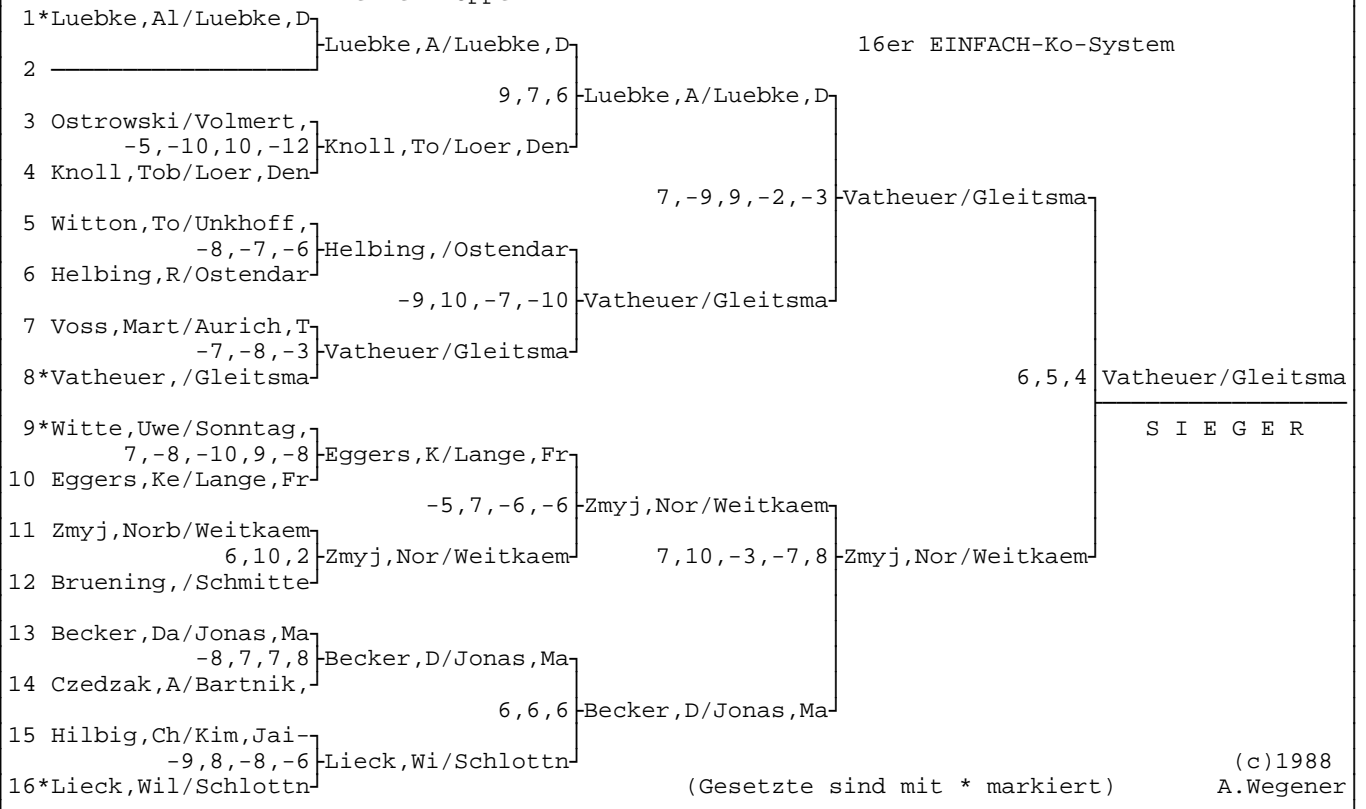 1*Luebke,Al/Luebke,D
Luebke,A/Luebke,D 16er EINFACH-Ko-System
2
9,7,6 Luebke,A/Luebke,D
3 Ostrowski/Volmert,
-5,-10,10,-12 Knoll,To/Loer,Den
4 Knoll,Tob/Loer,Den
7,-9,9,-2,-3 Vatheuer/Gleitsma
5 Witton,To/Unkhoff,
-8,-7,-6 Helbing,/Ostendar
6 Helbing,R/Ostendar
-9,10,-7,-10 Vatheuer/Gleitsma
7 Voss,Mart/Aurich,T
-7,-8,-3 Vatheuer/Gleitsma
8*Vatheuer,/Gleitsma 6,5,4 Vatheuer/Gleitsma
9*Witte,Uwe/Sonntag, S I E G E R
7,-8,-10,9,-8 Eggers,K/Lange,Fr
10 Eggers,Ke/Lange,Fr
-5,7,-6,-6 Zmyj,Nor/Weitkaem
11 Zmyj,Norb/Weitkaem
6,10,2 Zmyj,Nor/Weitkaem 7,10,-3,-7,8 Zmyj,Nor/Weitkaem
12 Bruening,/Schmitte
13 Becker,Da/Jonas,Ma
-8,7,7,8 Becker,D/Jonas,Ma
14 Czedzak,A/Bartnik,
6,6,6 Becker,D/Jonas,Ma
15 Hilbig,Ch/Kim,Jai-
-9,8,-8,-6 Lieck,Wi/Schlottn (c)1988
16*Lieck,Wil/Schlottn (Gesetzte sind mit * markiert) A.Wegener